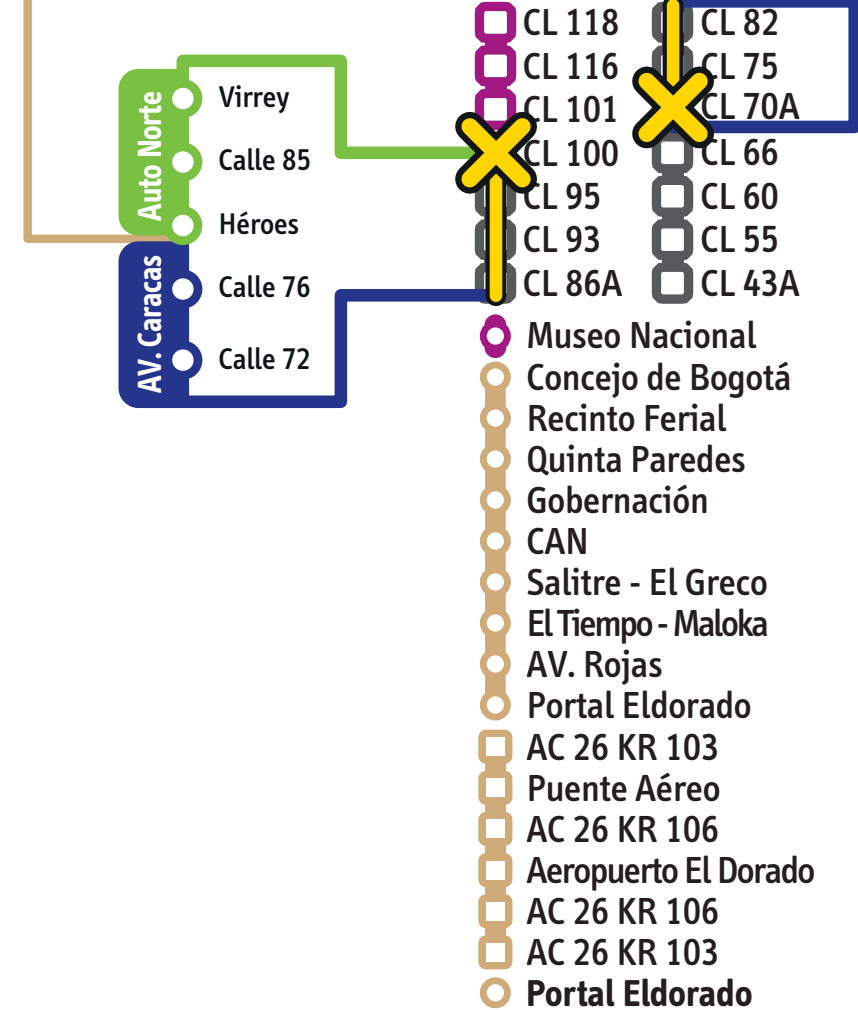 Auto Norte
Virrey
Calle 85
Héroes
AV. Caracas
Calle 76
Calle 72
CL 118
CL 116
CL 101
CL 100
CL 95
CL 93
CL 86A
Museo Nacional
Concejo de Bogotá
Recinto Ferial
Quinta Paredes
Gobernación
CAN
Salitre - El Greco
El Tiempo - Maloka
AV. Rojas
Portal Eldorado
AC 26 KR 103
Puente Aéreo
AC 26 KR 106
Aeropuerto El Dorado
AC 26 KR 106
AC 26 KR 103
Portal Eldorado
CL 82
CL 75
CL 70A
CL 66
CL 60
CL 55
CL 43A